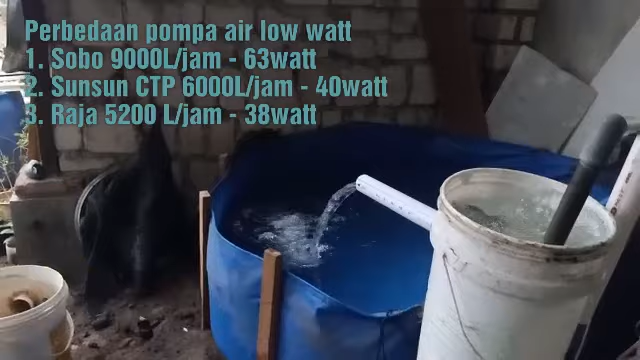 Perbedaan pompa air low watt
1. Sobo 9000L/jam - 63watt
2. Sunsun CTP 6000L/jam - 40watt
3. Raja 5200 L/jam - 38watt